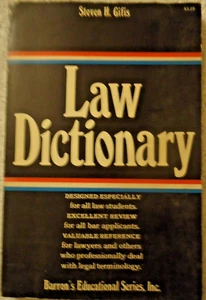 Steven H. Gifis
Law
Dictionary
DESIGNED ESPECIALLY
for all law students.
EXCELLENT REVIEW
for all bar applicants.
VALUABLE REFERENCE
for lawyers and others
who professionally deal
with legal terminology.
Barron's Educational Series, Inc.